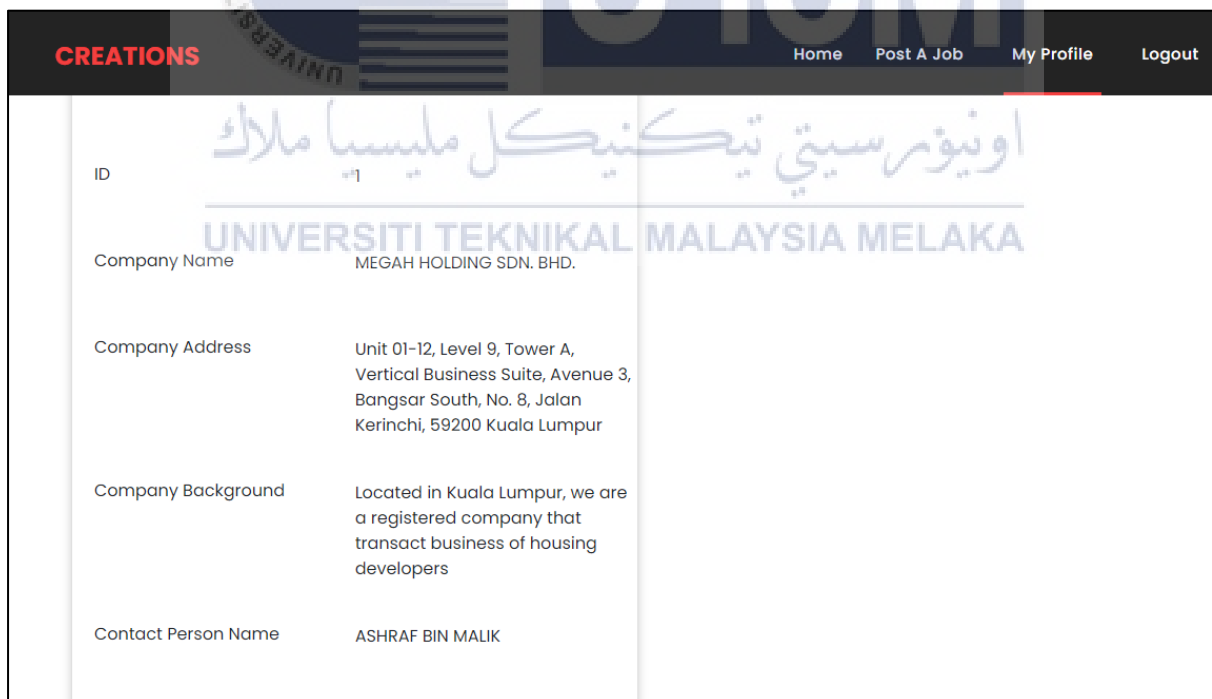 CREATIONS Home Post A Job My Profile Logout
UNIVERSI
اونيۏرسيتي تيكنيكل مليسيا ملاك
ID 1
UNIVERSITI TEKNIKAL MALAYSIA MELAKA
Company Name MEGAH HOLDING SDN. BHD.
Company Address Unit 01-12, Level 9, Tower A,
Vertical Business Suite, Avenue 3,
Bangsar South, No. 8, Jalan
Kerinchi, 59200 Kuala Lumpur
Company Background Located in Kuala Lumpur, we are
a registered company that
transact business of housing
developers
Contact Person Name ASHRAF BIN MALIK